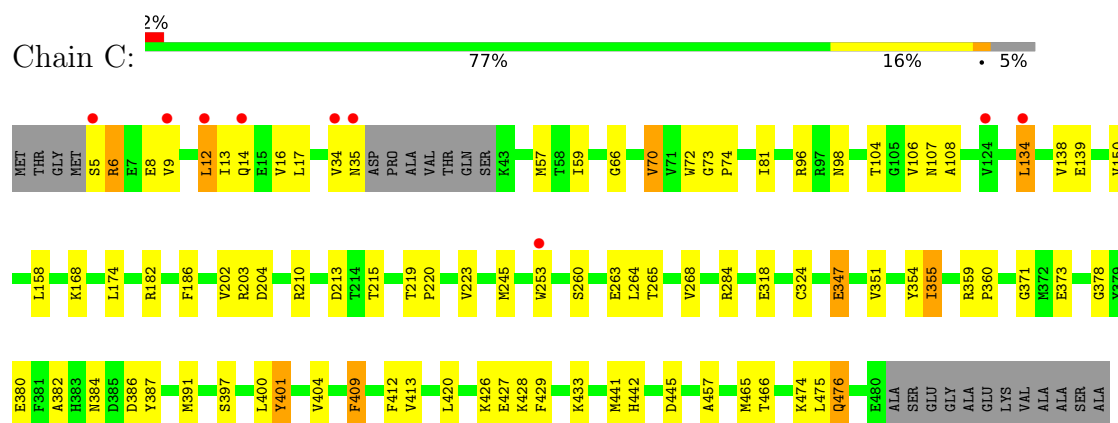 2%
Chain C:
77% 16% • 5%
MET THR GLY MET S5 R6 E7 E8 V9 L12 I13 Q14 E15 V16 L17 V34 N35 ASP PRO ALA VAL THR GLN SER K43 M57 T58 I59 G66 V70 V71 W72 G73 P74 I81 R96 R97 N98 T104 G105 V106 N107 A108 V124 L134 V138 E139 V150
L158 K168 L174 R182 F186 V202 R203 D204 R210 D213 T214 T215 T219 P220 V223 M245 W253 S260 E263 L264 T265 V268 R284 E318 C324 E347 V351 Y354 I355 R359 P360 G371 M372 E373 G378 Y379
E380 F381 A382 H383 N384 D385 D386 Y387 M391 S397 L400 Y401 V404 F409 F412 V413 L420 K426 E427 K428 F429 K433 M441 H442 D445 A457 M465 T466 K474 L475 Q476 E480 ALA SER GLU GLY ALA GLU LYS VAL ALA ALA SER ALA